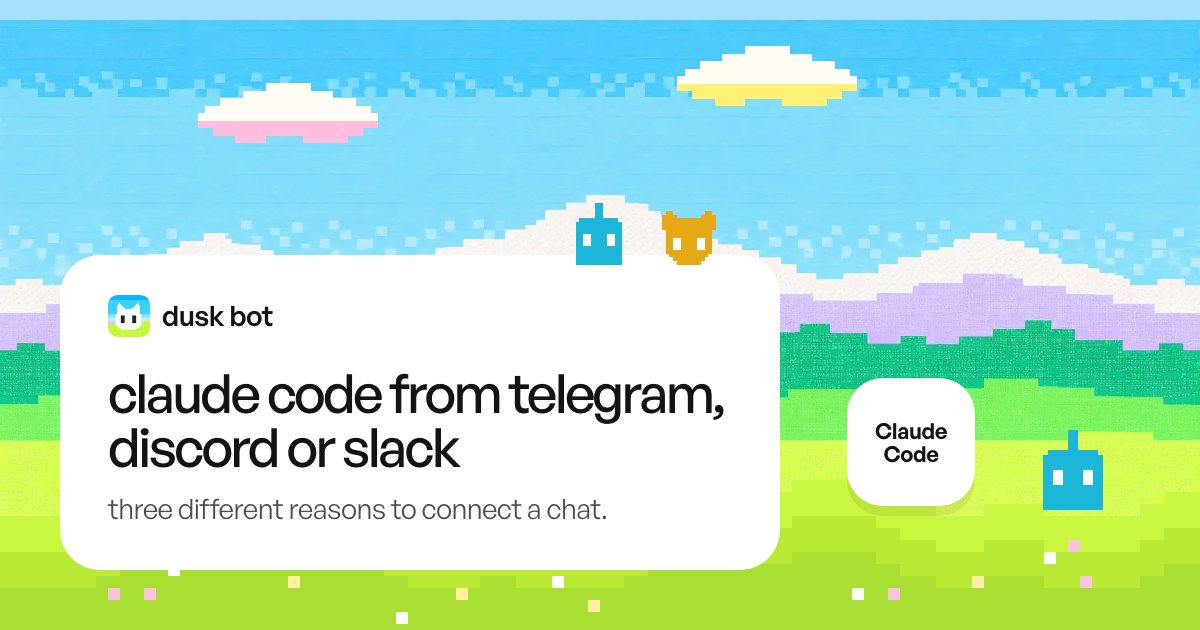 dusk bot
claude code from telegram,
discord or slack
three different reasons to connect a chat.
Claude
Code